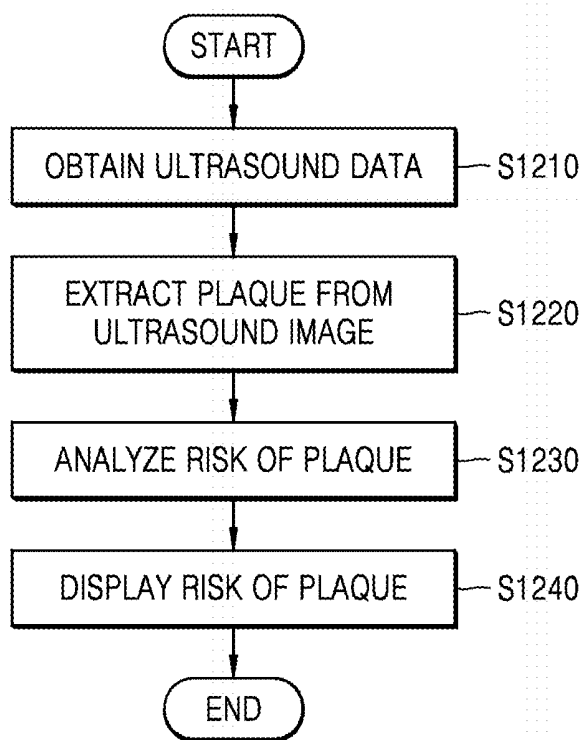 START
OBTAIN ULTRASOUND DATA
S1210
EXTRACT PLAQUE FROM
ULTRASOUND IMAGE
S1220
ANALYZE RISK OF PLAQUE
S1230
DISPLAY RISK OF PLAQUE
S1240
END